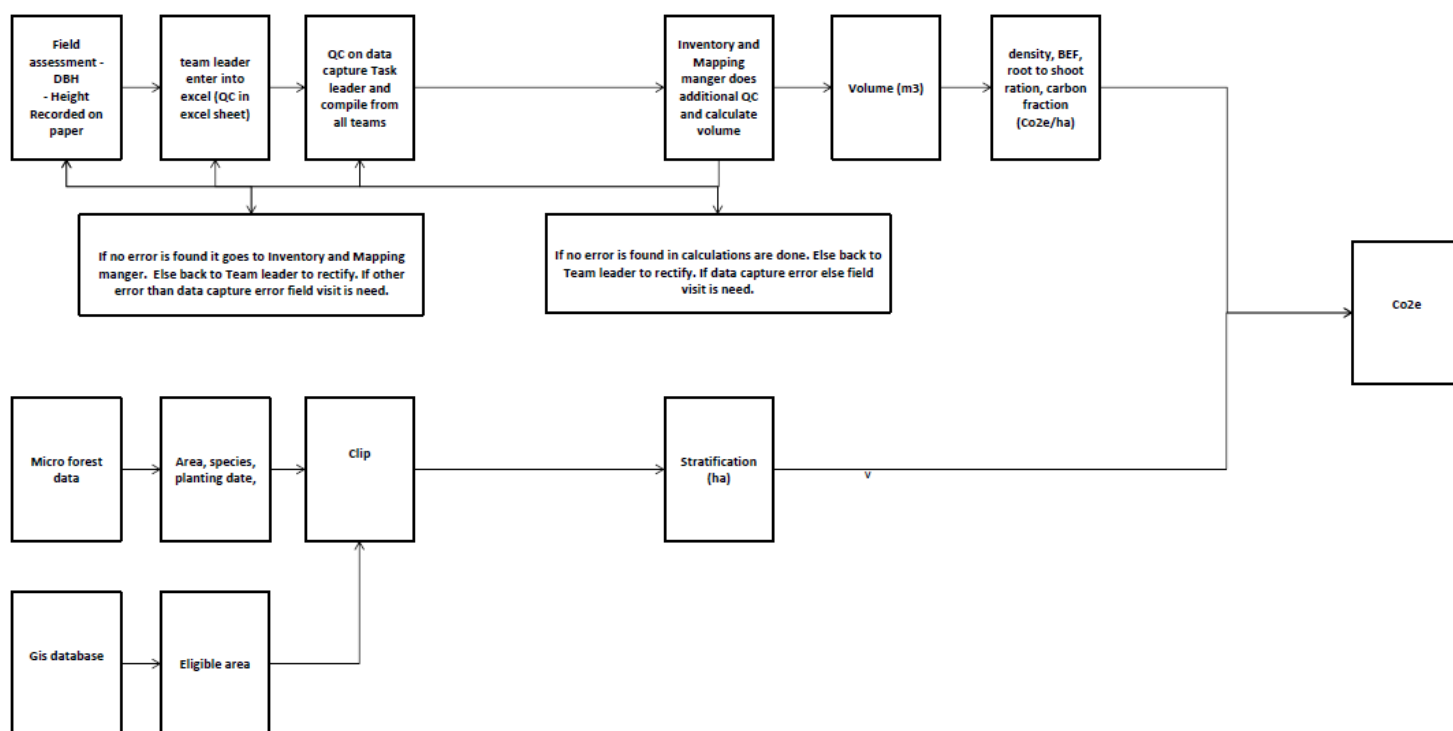 Field
assessment -
DBH
- Height
Recorded on
paper
team leader
enter into
excel (QC in
excel sheet)
QC on data
capture Task
leader and
compile from
all teams
Inventory and
Mapping
manger does
additional QC
and calculate
volume
Volume (m3)
density, BEF,
root to shoot
ration, carbon
fraction
(Co2e/ha)
If no error is found it goes to Inventory and Mapping
manger. Else back to Team leader to rectify. If other
error than data capture error field visit is need.
If no error is found in calculations are done. Else back to
Team leader to rectify. If data capture error else field
visit is need.
Co2e
Micro forest
data
Area, species,
planting date,
Clip
Stratification
(ha)
v
Gis database
Eligible area